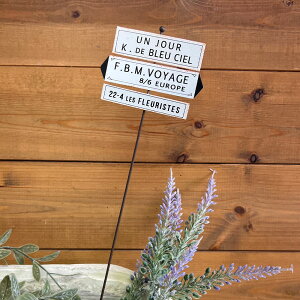 UN JOUR
K. DE BLEU CIEL
F.B.M. VOYAGE
8/6 EUROPE
22-4 LES FLEURISTES